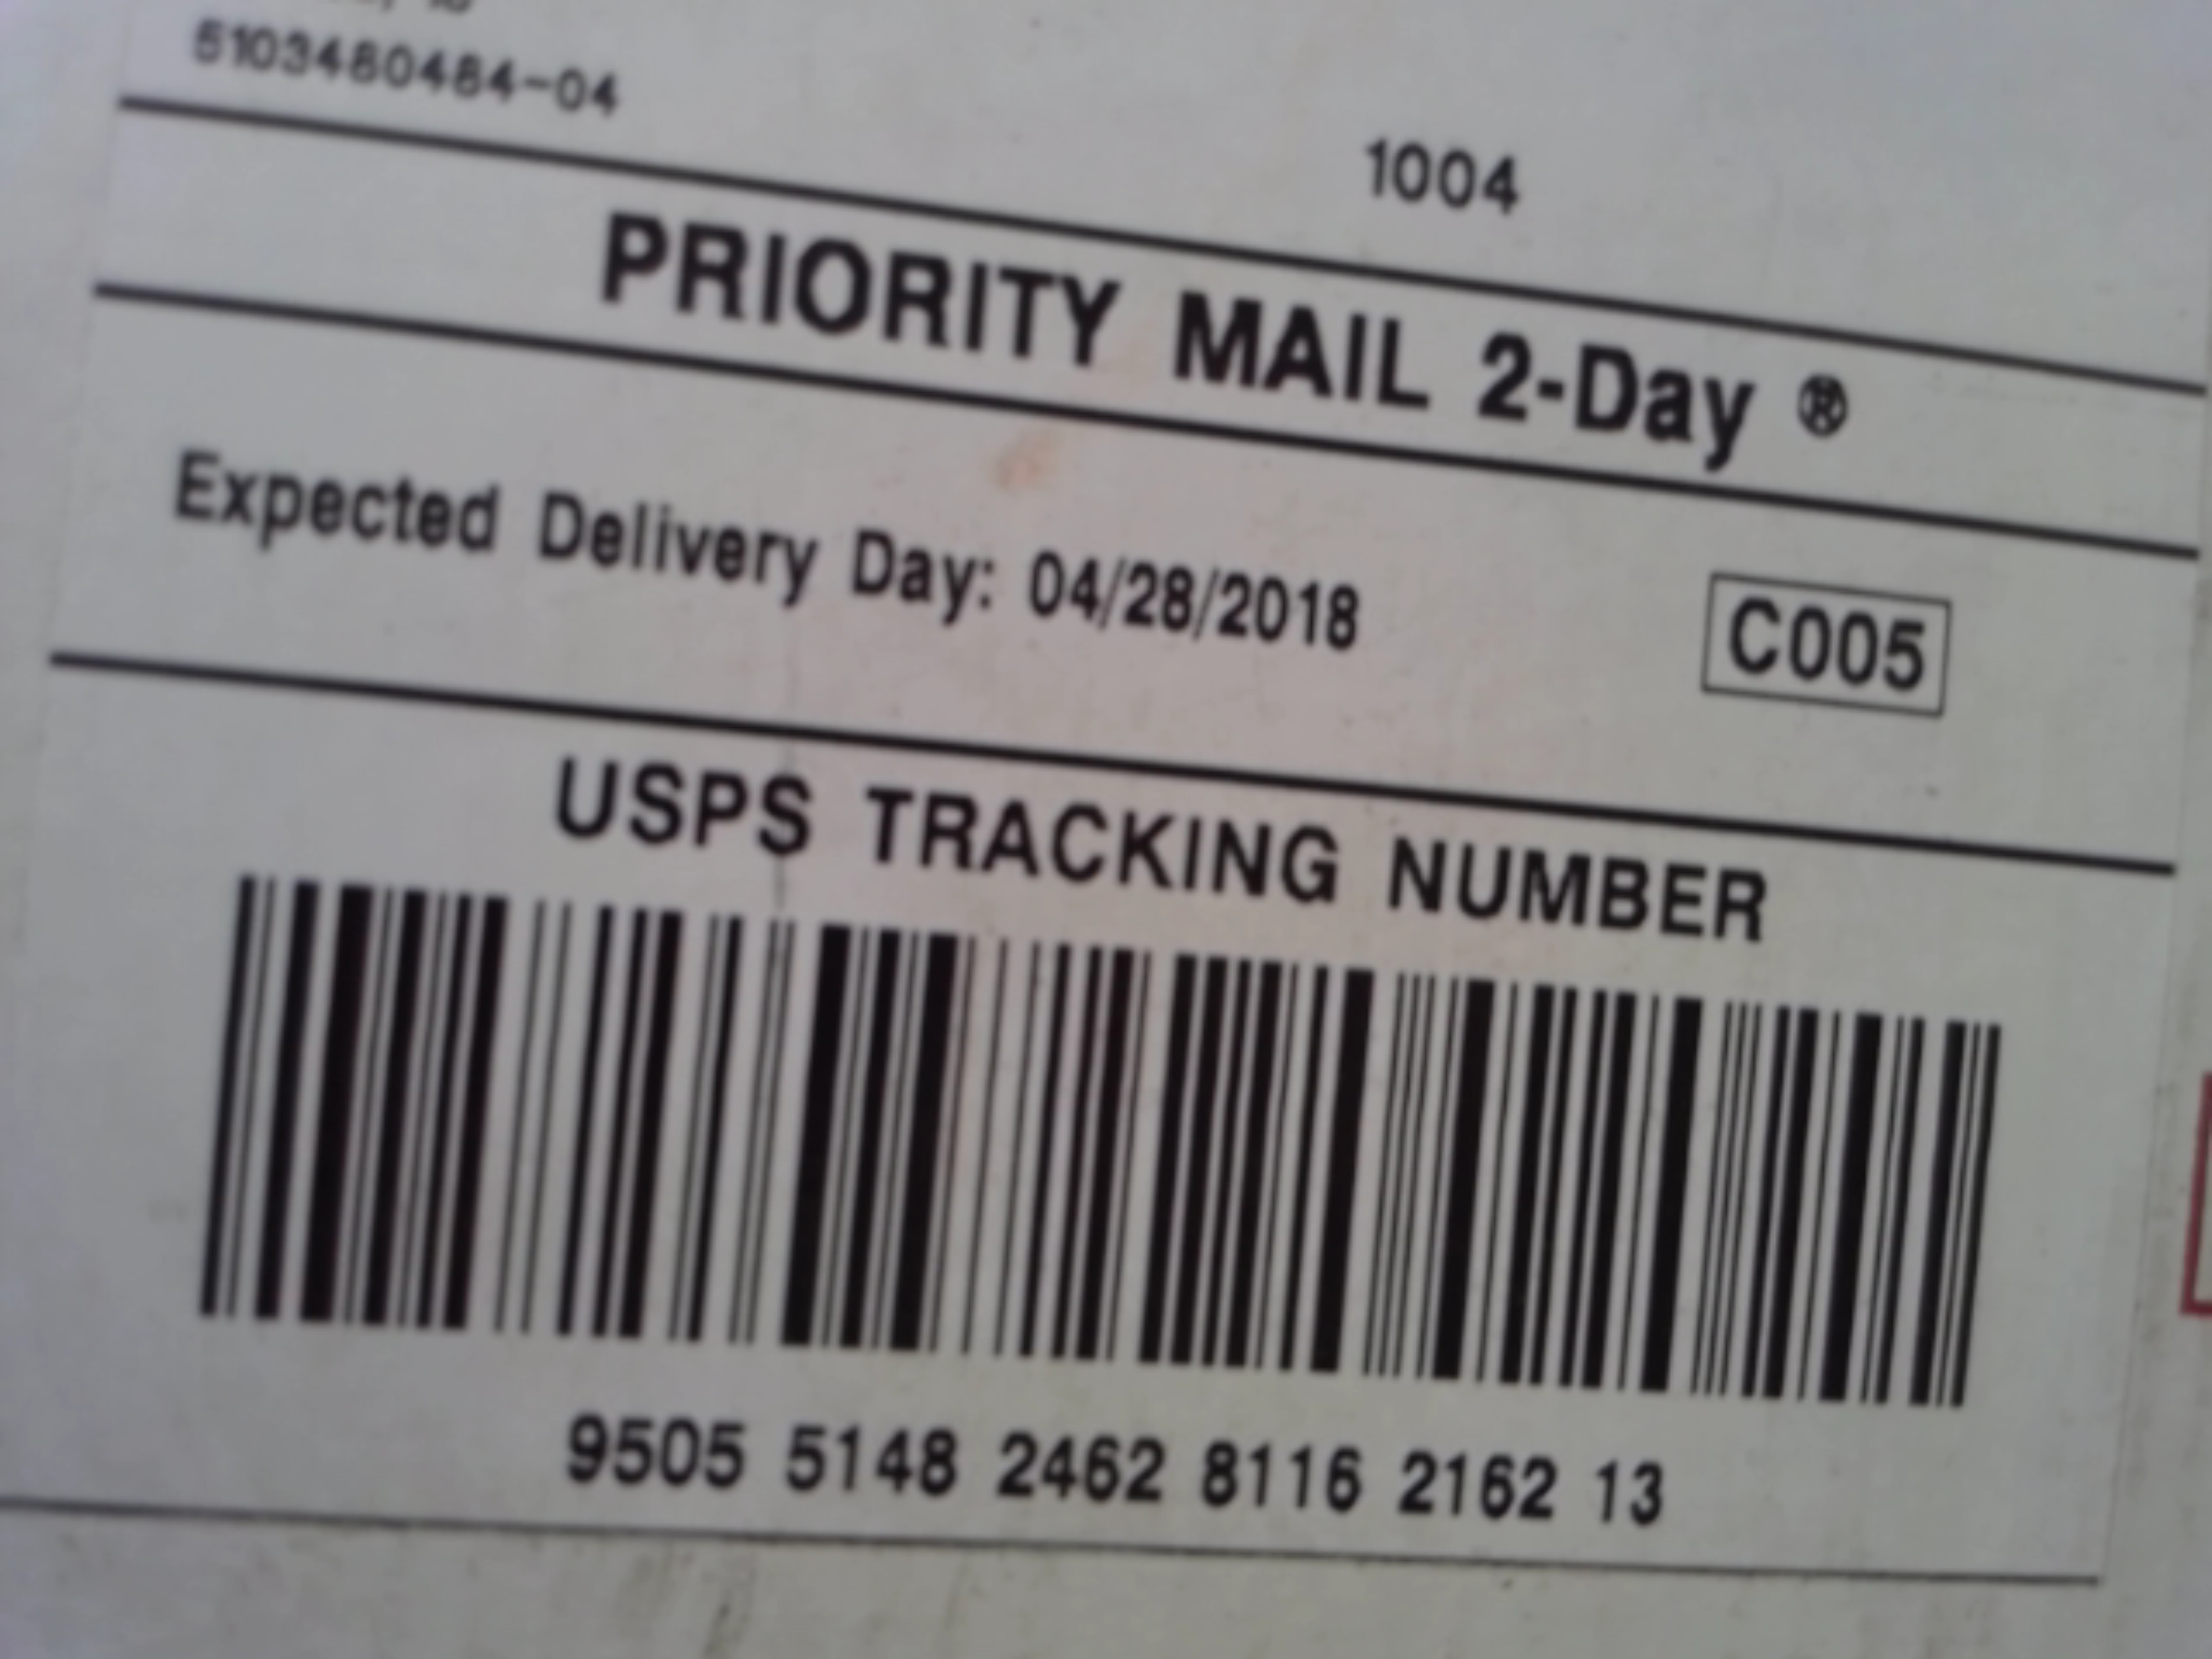 5103480484-04
1004
PRIORITY MAIL 2-Day ®
Expected Delivery Day: 04/28/2018
C005
USPS TRACKING NUMBER
9505 5148 2462 8116 2162 13